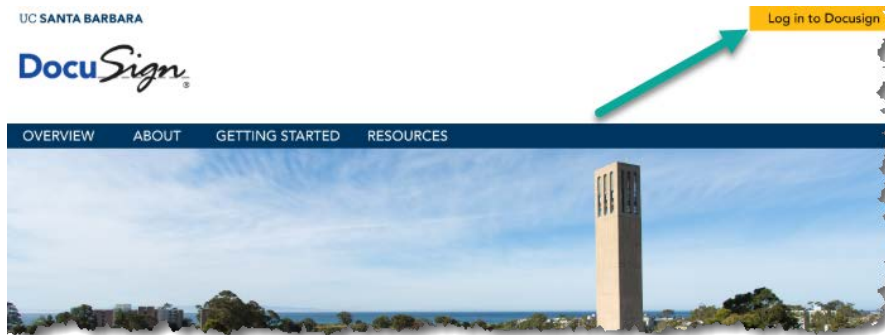 UC SANTA BARBARA
Log in to Docusign
DocuSign®
OVERVIEW ABOUT GETTING STARTED RESOURCES